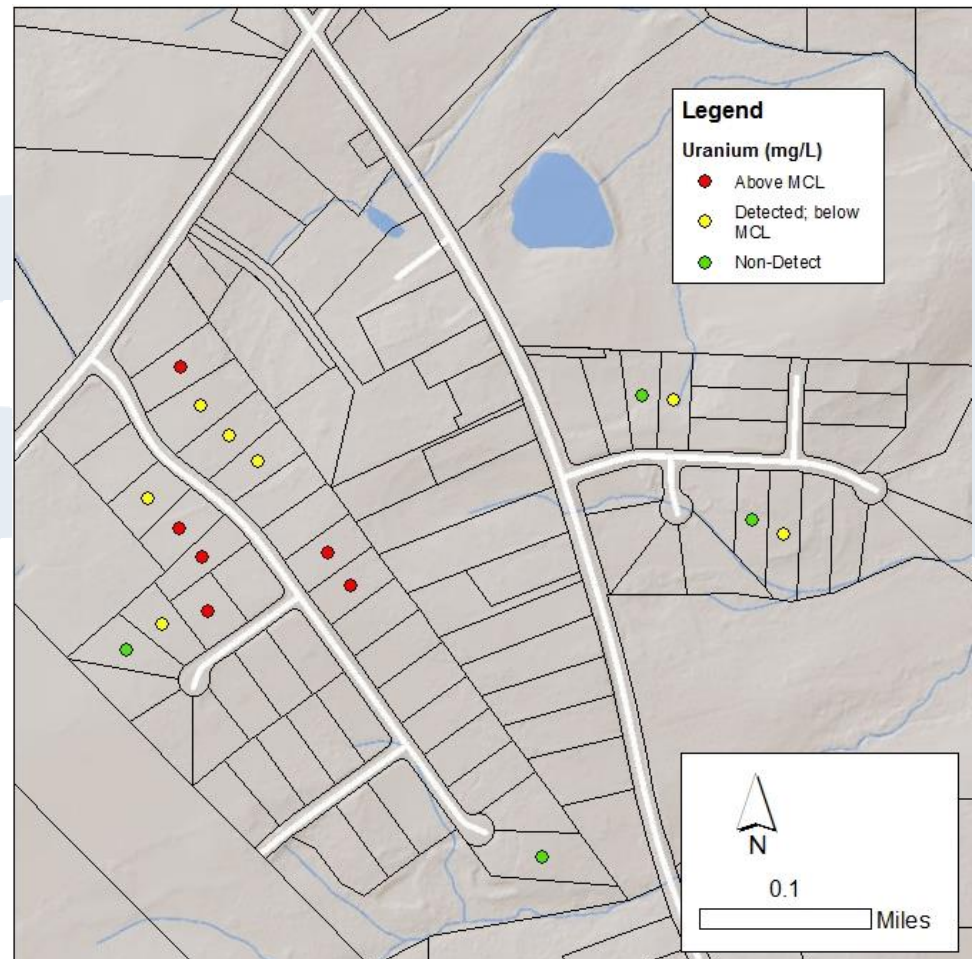 Legend
Uranium (mg/L)
Above MCL
Detected; below
MCL
Non-Detect
N
0.1
Miles